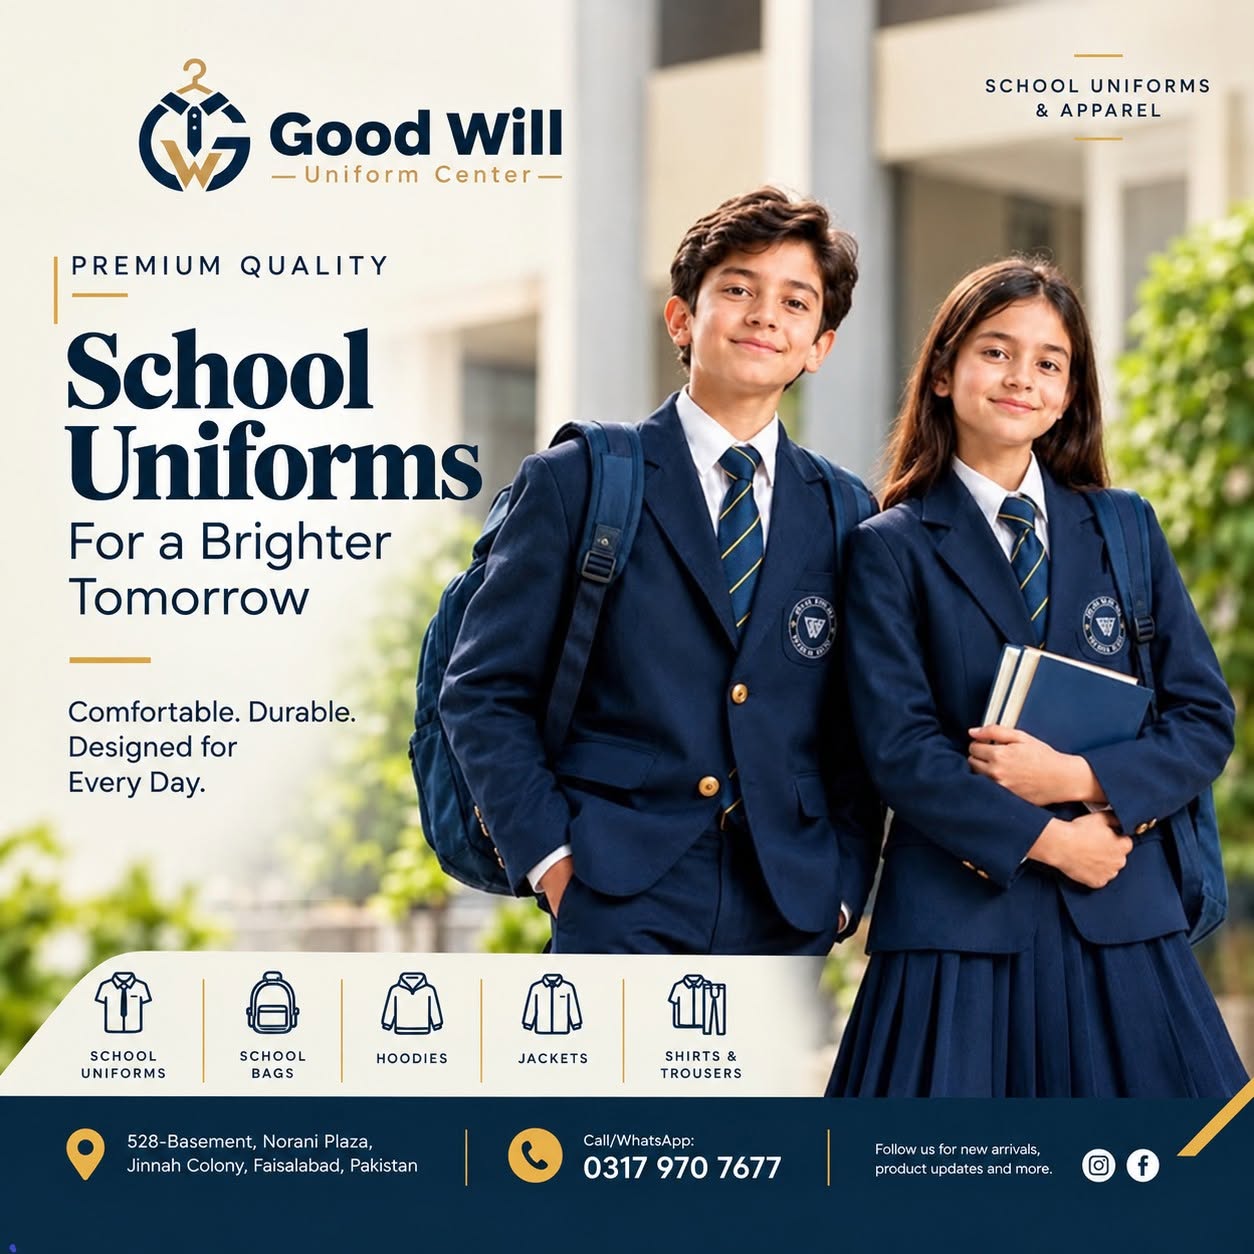 Good Will
Uniform Center
SCHOOL UNIFORMS
& APPAREL
PREMIUM QUALITY
School
Uniforms
For a Brighter
Tomorrow
Comfortable. Durable.
Designed for
Every Day.
SCHOOL
UNIFORMS
SCHOOL
BAGS
HOODIES
JACKETS
SHIRTS &
TROUSERS
528-Basement, Norani Plaza,
Jinnah Colony, Faisalabad, Pakistan
Call/WhatsApp:
0317 970 7677
Follow us for new arrivals,
product updates and more.